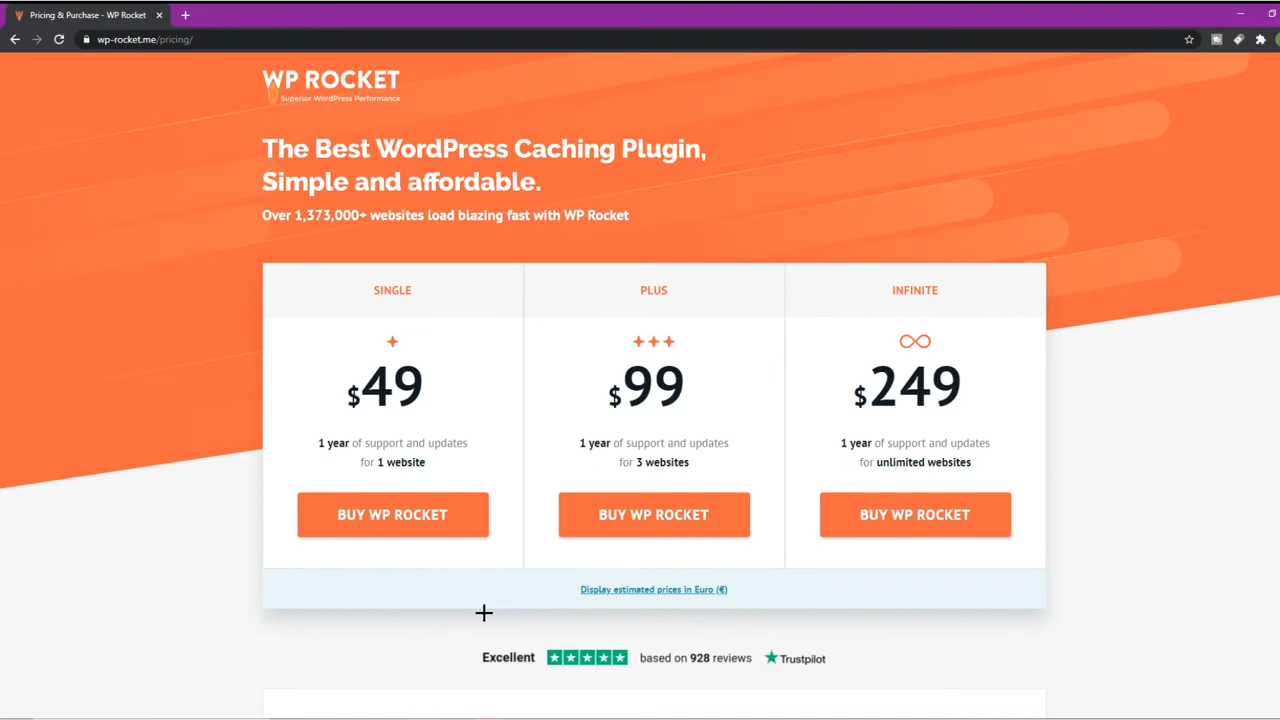 Pricing & Purchase - WP Rocket
wp-rocket.me/pricing/
WP ROCKET
Superior WordPress Performance
The Best WordPress Caching Plugin,
Simple and affordable.
Over 1,373,000+ websites load blazing fast with WP Rocket
SINGLE
$49
1 year of support and updates
for 1 website
BUY WP ROCKET
PLUS
$99
1 year of support and updates
for 3 websites
BUY WP ROCKET
INFINITE
$249
1 year of support and updates
for unlimited websites
BUY WP ROCKET
Display estimated prices in Euro (€)
Excellent based on 928 reviews Trustpilot